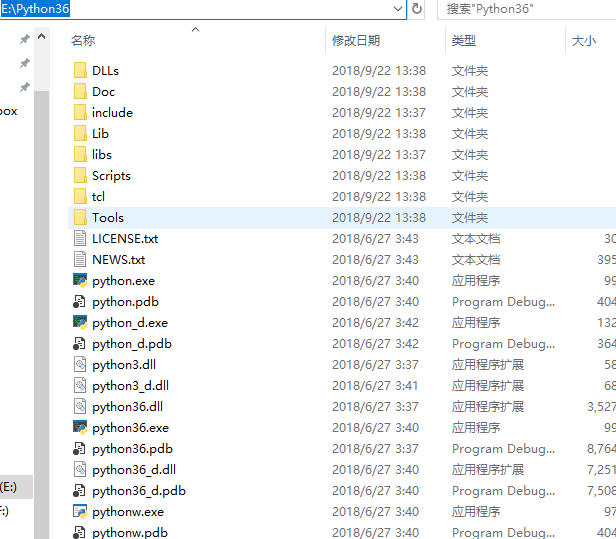 E:\Python36
搜索"Python36"
名称 修改日期 类型 大小
DLLs 2018/9/22 13:38 文件夹
Doc 2018/9/22 13:38 文件夹
box include 2018/9/22 13:37 文件夹
Lib 2018/9/22 13:38 文件夹
libs 2018/9/22 13:37 文件夹
Scripts 2018/9/22 13:38 文件夹
tcl 2018/9/22 13:38 文件夹
Tools 2018/9/22 13:38 文件夹
LICENSE.txt 2018/6/27 3:43 文本文档 30
NEWS.txt 2018/6/27 3:43 文本文档 395
python.exe 2018/6/27 3:40 应用程序 99
python.pdb 2018/6/27 3:40 Program Debug... 404
python_d.exe 2018/6/27 3:42 应用程序 132
python_d.pdb 2018/6/27 3:42 Program Debug... 364
python3.dll 2018/6/27 3:37 应用程序扩展 58
python3_d.dll 2018/6/27 3:41 应用程序扩展 68
python36.dll 2018/6/27 3:37 应用程序扩展 3,527
python36.exe 2018/6/27 3:40 应用程序 99
python36.pdb 2018/6/27 3:37 Program Debug... 8,764
python36_d.dll 2018/6/27 3:40 应用程序扩展 7,251
(E:) python36_d.pdb 2018/6/27 3:40 Program Debug... 7,508
F:) pythonw.exe 2018/6/27 3:40 应用程序 97
pythonw.pdb 2018/6/27 3:40 Program Debug... 404